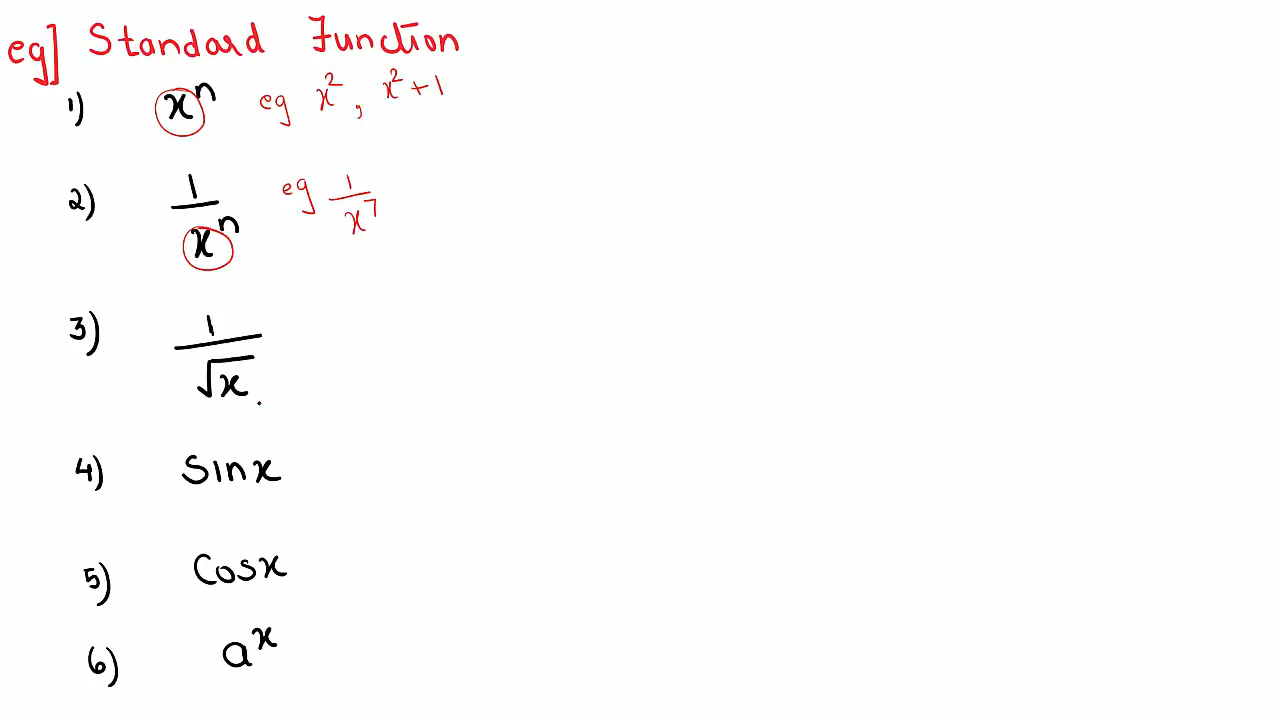 eg] Standard Function
1) xⁿ eg x², x²+1
2) 1/xⁿ eg 1/x⁷
3) 1/√x
4) Sinx
5) Cosx
6) aˣ